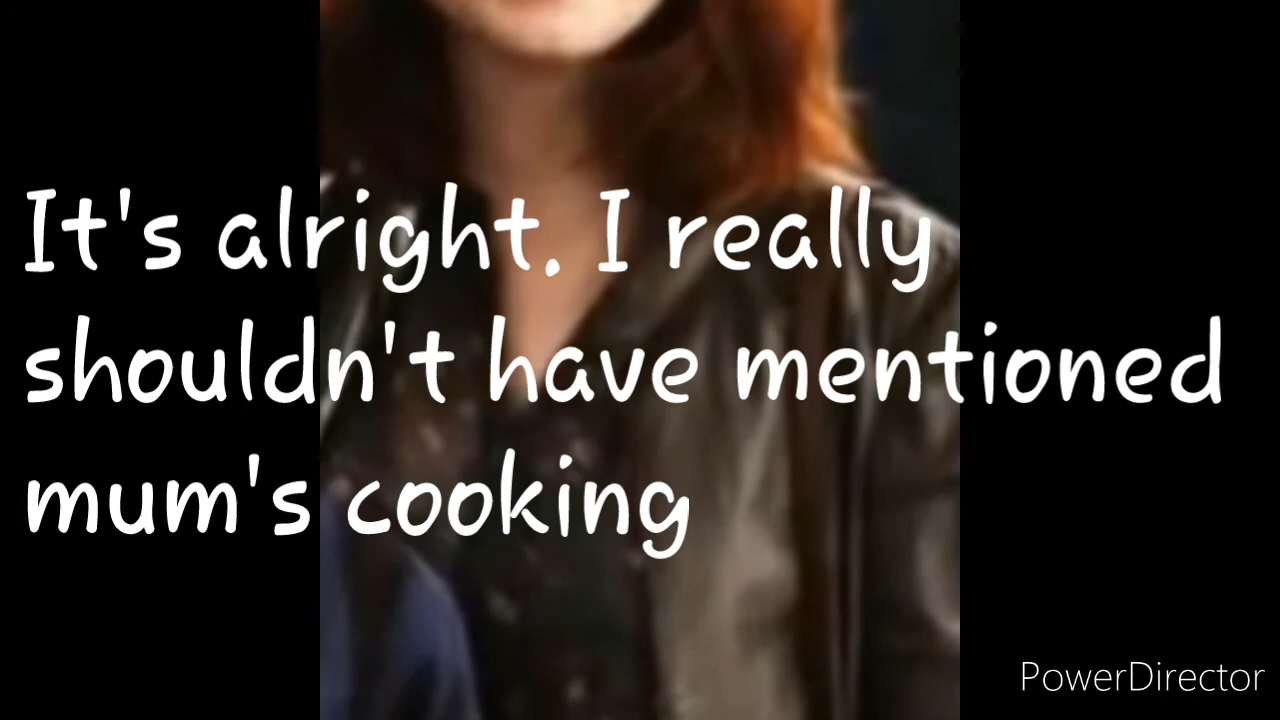 It's alright. I really
shouldn't have mentioned
mum's cooking
PowerDirector